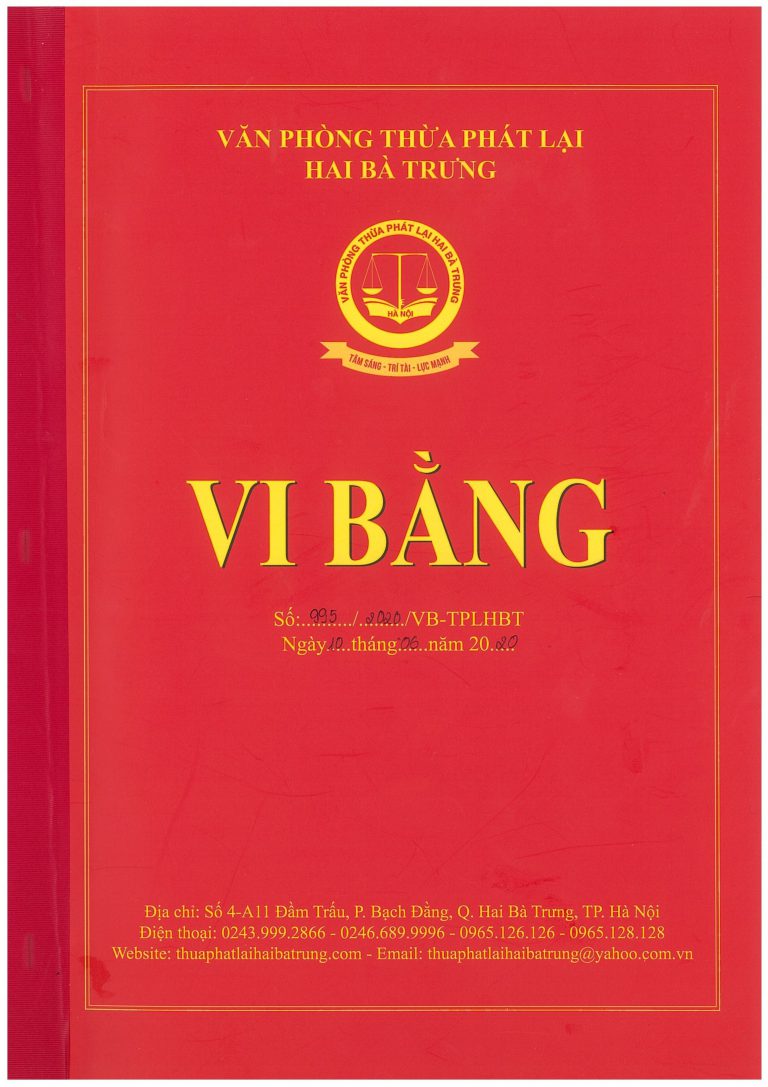 VĂN PHÒNG THỪA PHÁT LẠI
HAI BÀ TRƯNG
VĂN PHÒNG THỪA PHÁT LẠI HAI BÀ TRƯNG
HÀ NỘI
TÂM SÁNG - TRÍ TÀI - LỰC MẠNH
VI BẰNG
Số:.995..../.2020../VB-TPLHBT
Ngày.10...tháng.06...năm 20.20
Địa chỉ: Số 4-A11 Đầm Trấu, P. Bạch Đằng, Q. Hai Bà Trưng, TP. Hà Nội
Điện thoại: 0243.999.2866 - 0246.689.9996 - 0965.126.126 - 0965.128.128
Website: thuaphatlaihaibatrung.com - Email: thuaphatlaihaibatrung@yahoo.com.vn